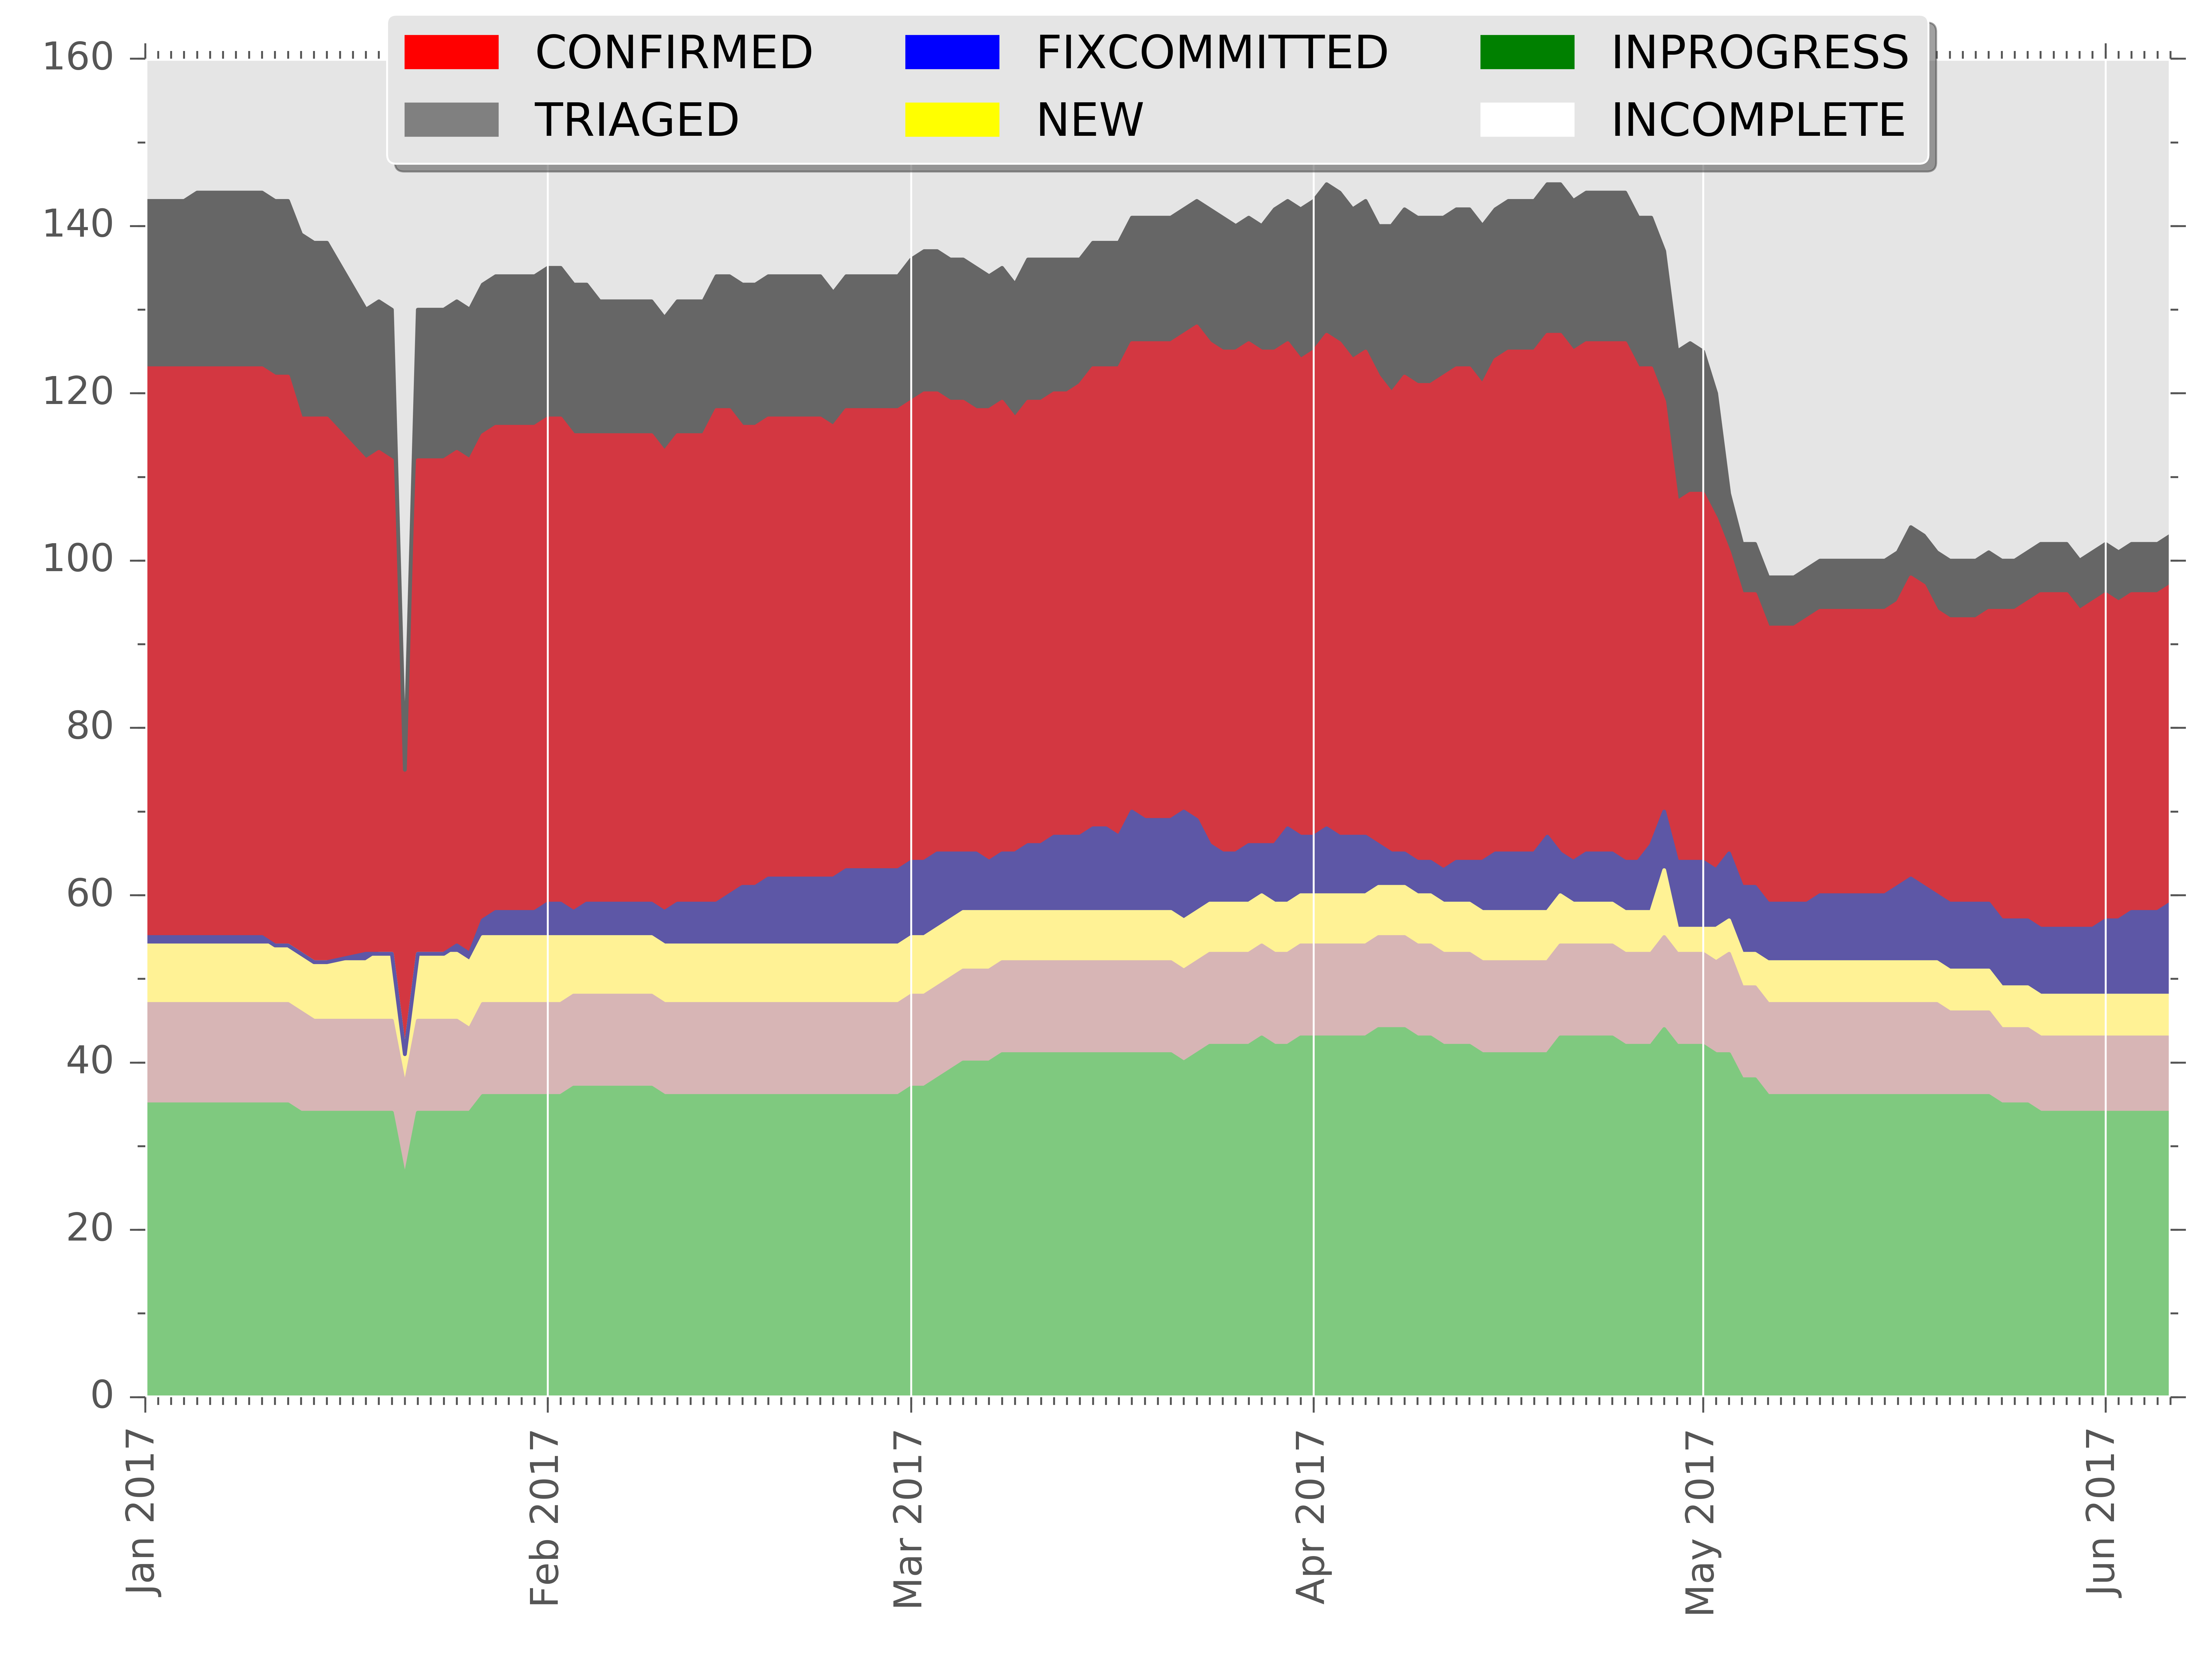 CONFIRMED FIXCOMMITTED INPROGRESS
TRIAGED NEW INCOMPLETE
160
140
120
100
80
60
40
20
0
Jan 2017
Feb 2017
Mar 2017
Apr 2017
May 2017
Jun 2017